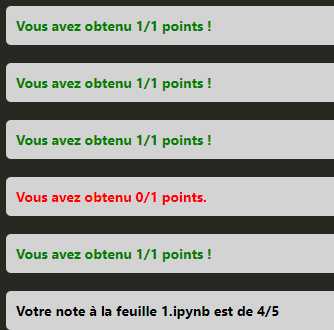 Vous avez obtenu 1/1 points !
Vous avez obtenu 1/1 points !
Vous avez obtenu 1/1 points !
Vous avez obtenu 0/1 points.
Vous avez obtenu 1/1 points !
Votre note à la feuille 1.ipynb est de 4/5